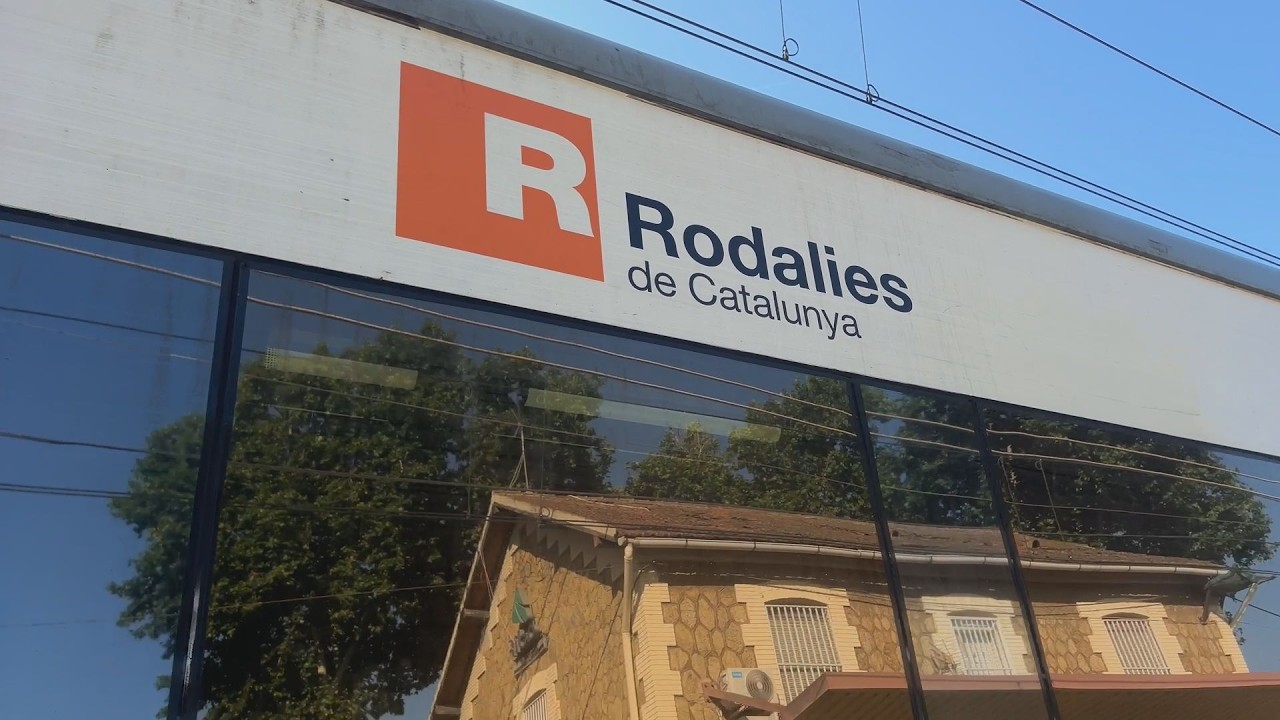 R
Rodalies
de Catalunya